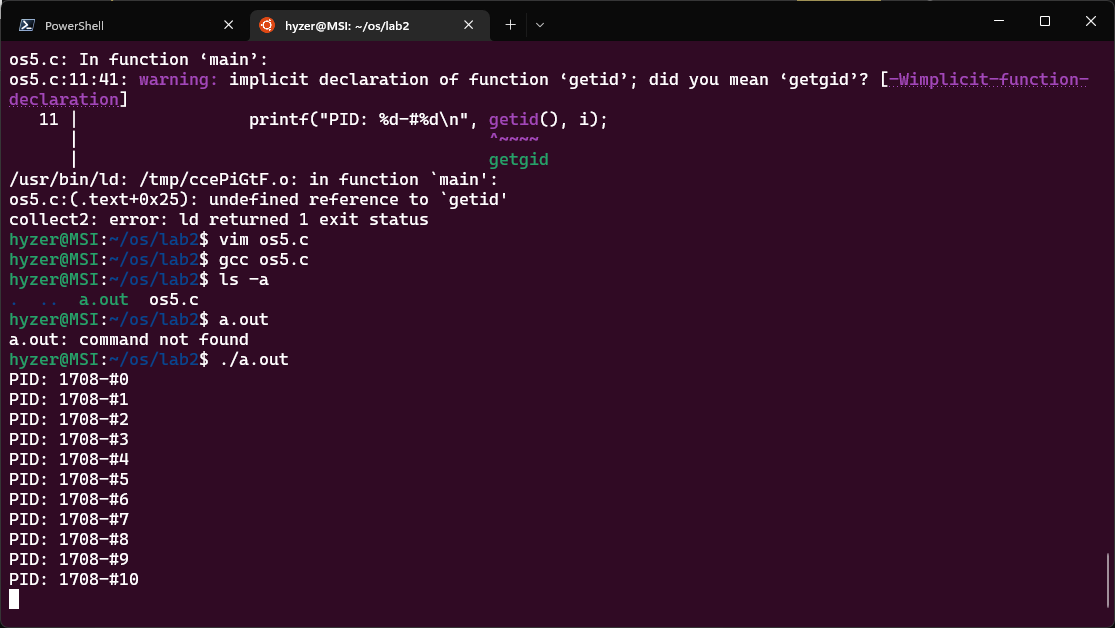 PowerShell
hyzer@MSI: ~/os/lab2
os5.c: In function ‘main’:
os5.c:11:41: warning: implicit declaration of function ‘getid’; did you mean ‘getgid’? [-Wimplicit-function-
declaration]
   11 |                 printf("PID: %d-#%d\n", getid(), i);
      |                                         ^~~~~
      |                                         getgid
/usr/bin/ld: /tmp/ccePiGtF.o: in function `main':
os5.c:(.text+0x25): undefined reference to `getid'
collect2: error: ld returned 1 exit status
hyzer@MSI:~/os/lab2$ vim os5.c
hyzer@MSI:~/os/lab2$ gcc os5.c
hyzer@MSI:~/os/lab2$ ls -a
.  ..  a.out  os5.c
hyzer@MSI:~/os/lab2$ a.out
a.out: command not found
hyzer@MSI:~/os/lab2$ ./a.out
PID: 1708-#0
PID: 1708-#1
PID: 1708-#2
PID: 1708-#3
PID: 1708-#4
PID: 1708-#5
PID: 1708-#6
PID: 1708-#7
PID: 1708-#8
PID: 1708-#9
PID: 1708-#10